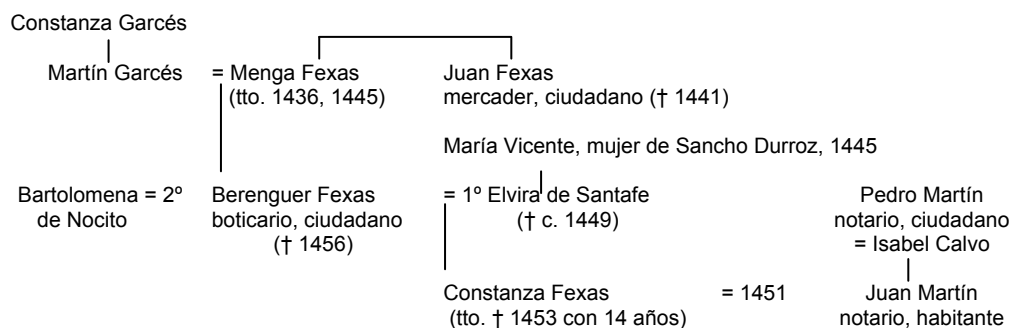 Constanza Garcés
Martín Garcés = Menga Fexas Juan Fexas
(tto. 1436, 1445) mercader, ciudadano († 1441)
María Vicente, mujer de Sancho Durroz, 1445
Bartolomena = 2º Berenguer Fexas = 1º Elvira de Santafe Pedro Martín
de Nocito boticario, ciudadano († c. 1449) notario, ciudadano
(† 1456) = Isabel Calvo
Constanza Fexas = 1451 Juan Martín
(tto. † 1453 con 14 años) notario, habitante